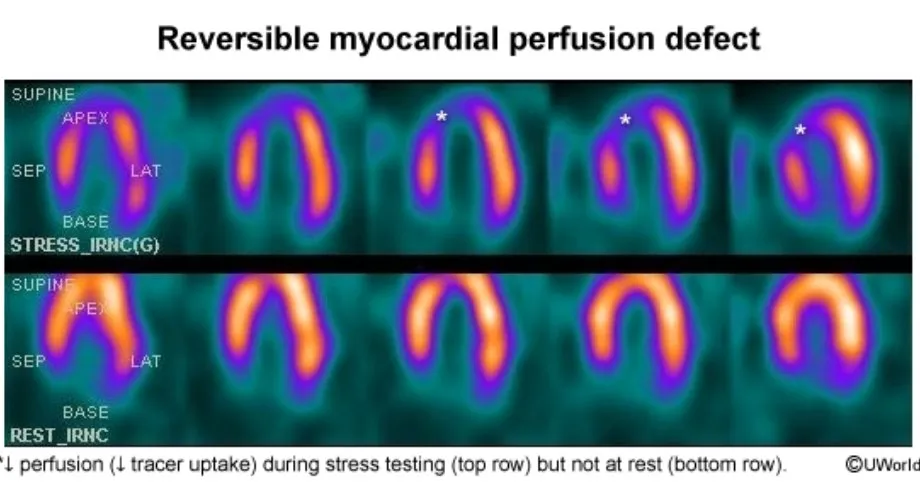 Reversible myocardial perfusion defect
SUPINE
APEX
*
*
*
SEP
LAT
BASE
STRESS_IRNC(G)
SUPINE
APEX
SEP
LAT
BASE
REST_IRNC
*↓ perfusion (↓ tracer uptake) during stress testing (top row) but not at rest (bottom row).
©UWorld